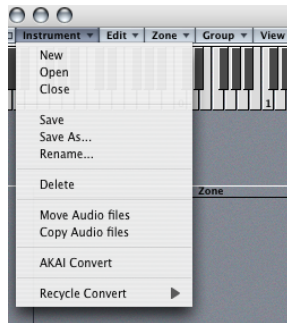 Instrument Edit Zone Group View
New
Open
Close
1
Save
Save As...
Rename...
Delete
Zone
Move Audio files
Copy Audio files
AKAI Convert
Recycle Convert